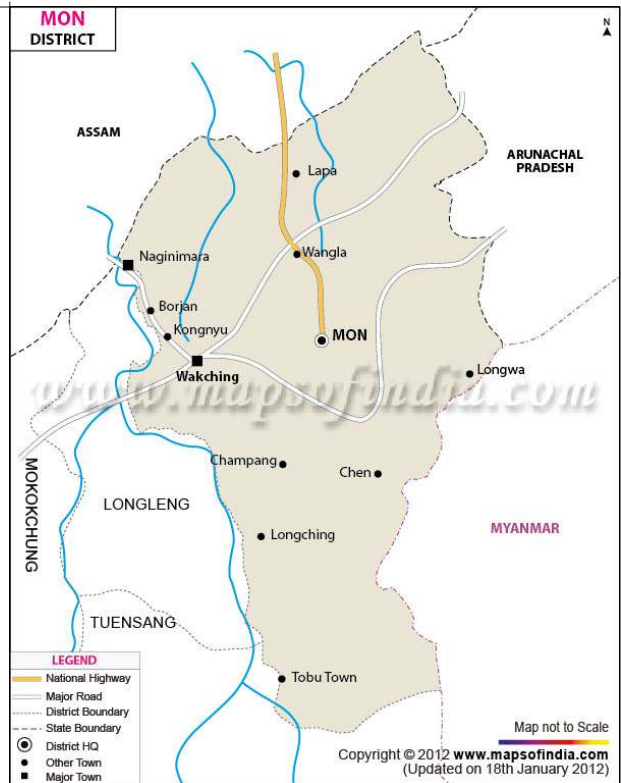 MON
DISTRICT
N
ASSAM
ARUNACHAL
PRADESH
Lapa
Naginimara
Wangla
Borjan
Kongnyu
MON
Wakching
Longwa
www.mapsofindia.com
Champang
Chen
MOKOKCHUNG
LONGLENG
Longching
MYANMAR
TUENSANG
LEGEND
National Highway
Major Road
District Boundary
State Boundary
District HQ
Other Town
Major Town
Tobu Town
Map not to Scale
Copyright © 2012 www.mapsofindia.com
(Updated on 18th January 2012)